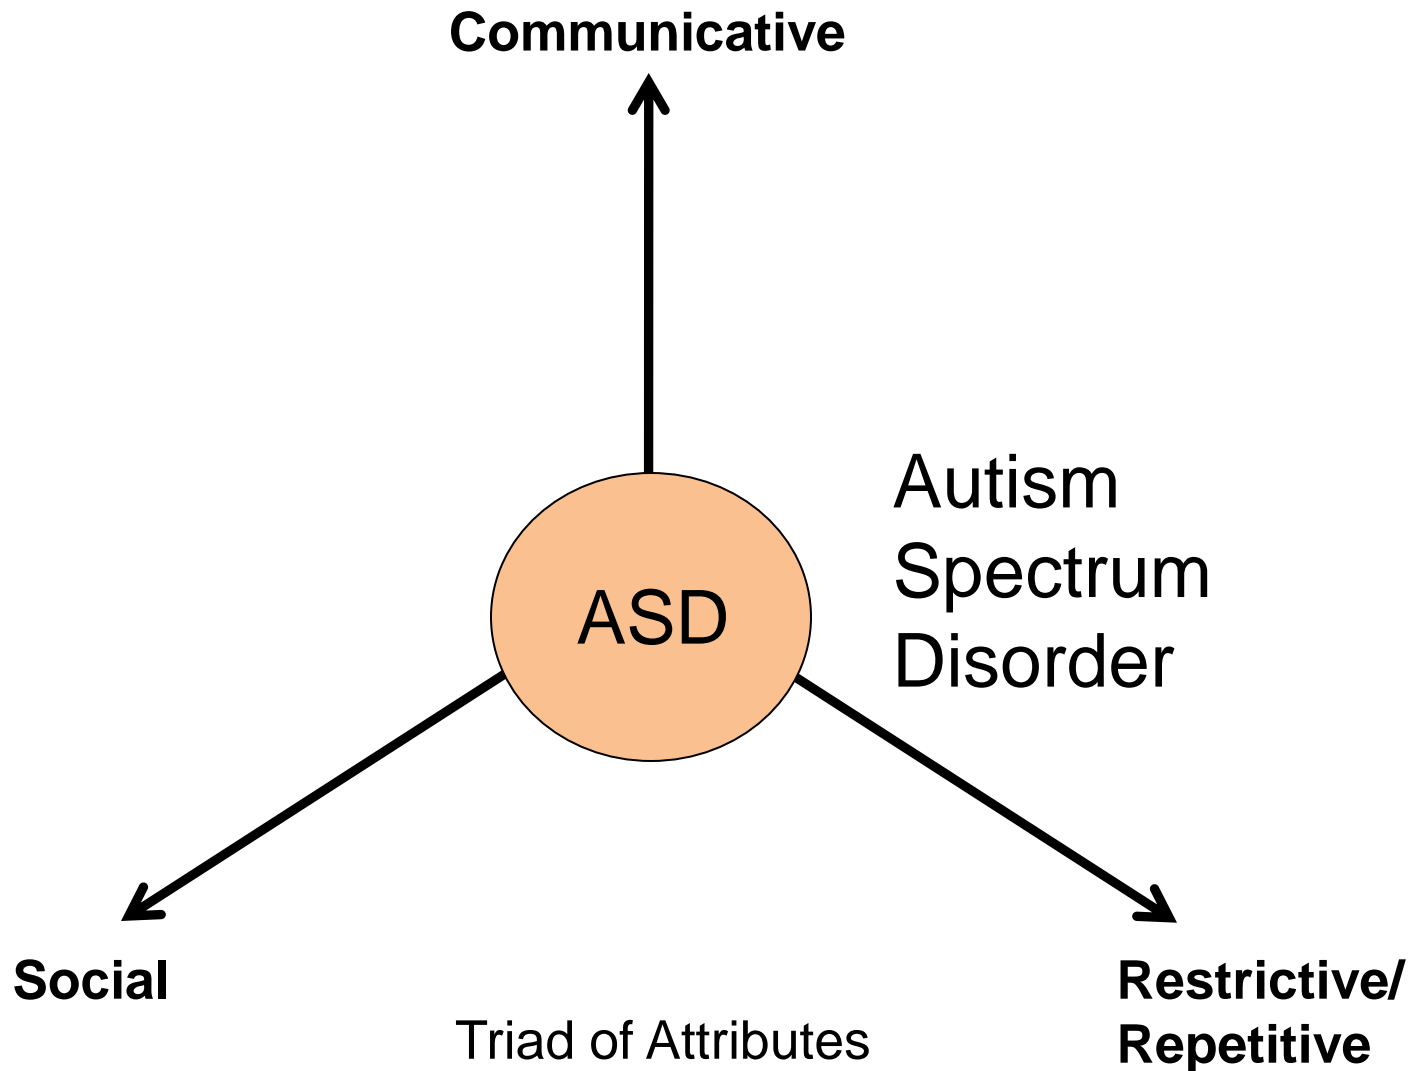 Communicative
Autism
Spectrum
Disorder
ASD
Social
Restrictive/
Repetitive
Triad of Attributes